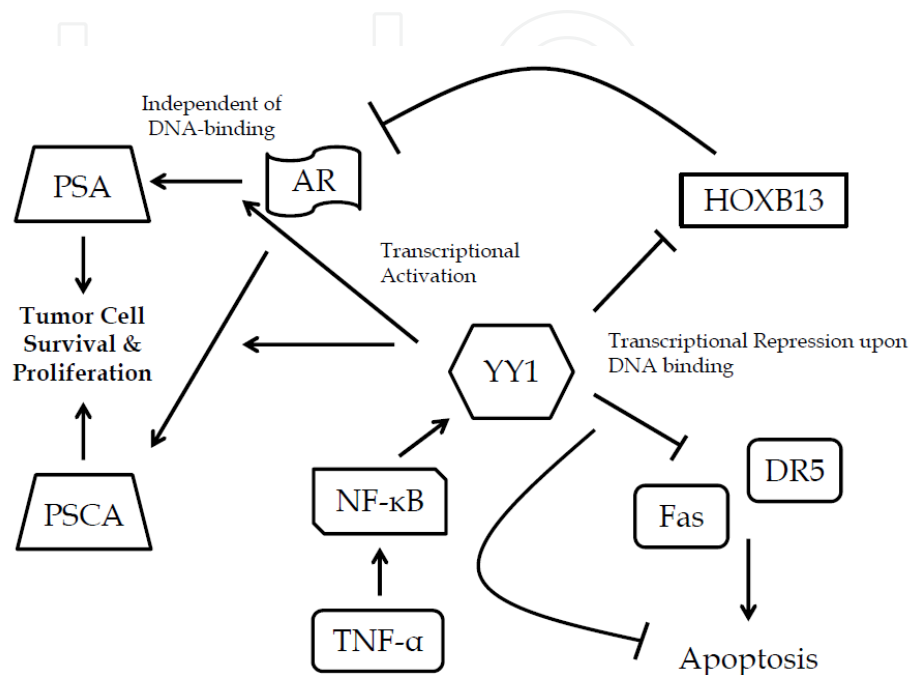 Independent of
DNA-binding
PSA
AR
HOXB13
Transcriptional
Activation
Tumor Cell
Survival &
Proliferation
YY1
Transcriptional Repression upon
DNA binding
PSCA
NF-κB
DR5
Fas
TNF-α
Apoptosis